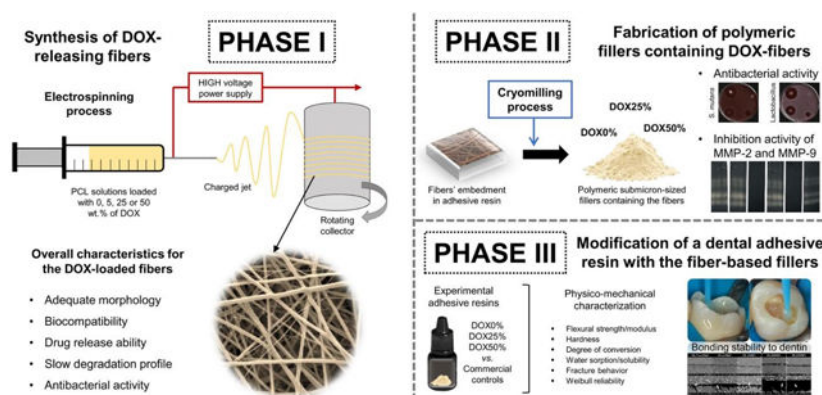 Synthesis of DOX-
releasing fibers
PHASE I
Electrospinning
process
HIGH voltage
power supply
PCL solutions loaded
with 0, 5, 25 or 50
wt.% of DOX
Charged jet
Rotating
collector
Overall characteristics for
the DOX-loaded fibers
• Adequate morphology
• Biocompatibility
• Drug release ability
• Slow degradation profile
• Antibacterial activity
PHASE II
Fabrication of polymeric
fillers containing DOX-fibers
Cryomilling
process
DOX25%
DOX0%
DOX50%
Fibers' embedment
in adhesive resin
Polymeric submicron-sized
fillers containing the fibers
• Antibacterial activity
S. mutans
Lactobacillus
• Inhibition activity of
MMP-2 and MMP-9
PHASE III
Modification of a dental adhesive
resin with the fiber-based fillers
Experimental
adhesive resins
DOX0%
DOX25%
DOX50%
vs.
Commercial
controls
Physico-mechanical
characterization
• Flexural strength/modulus
• Hardness
• Degree of conversion
• Water sorption/solubility
• Fracture behavior
• Weibull reliability
Bonding stability to dentin